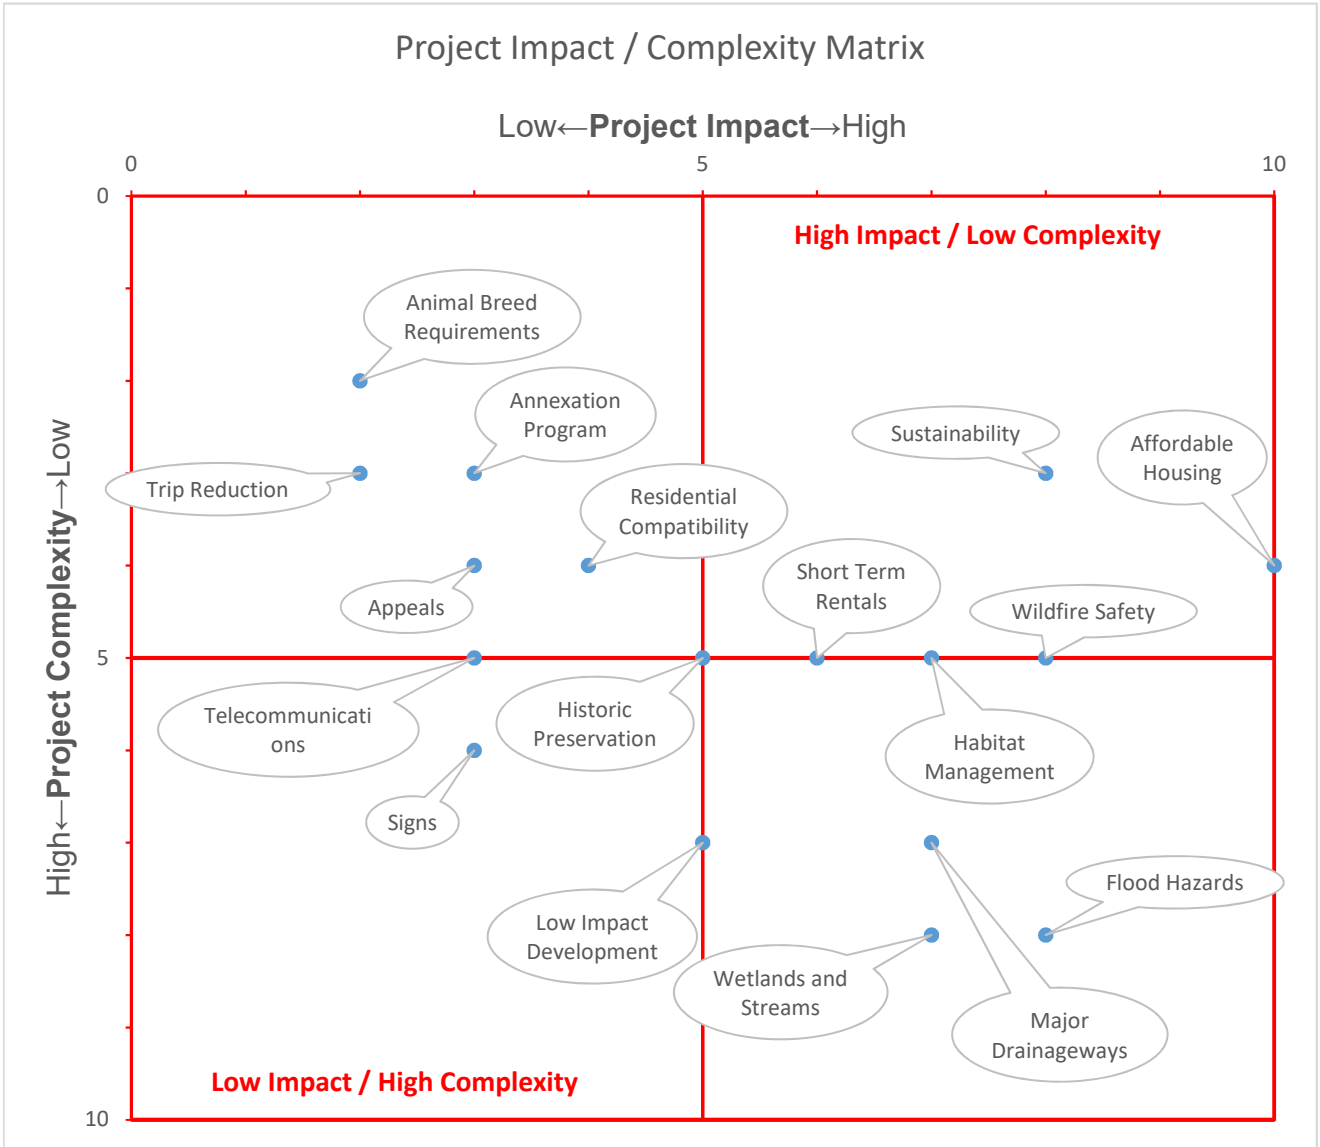 Project Impact / Complexity Matrix
Low←Project Impact→High
0
5
10
0
High Impact / Low Complexity
Animal Breed
Requirements
Annexation
Program
Sustainability
Affordable
Housing
Trip Reduction
Residential
Compatibility
Short Term
Rentals
Appeals
Wildfire Safety
High←Project Complexity→Low
5
Telecommunicati
ons
Historic
Preservation
Habitat
Management
Signs
Flood Hazards
Low Impact
Development
Wetlands and
Streams
Major
Drainageways
Low Impact / High Complexity
10